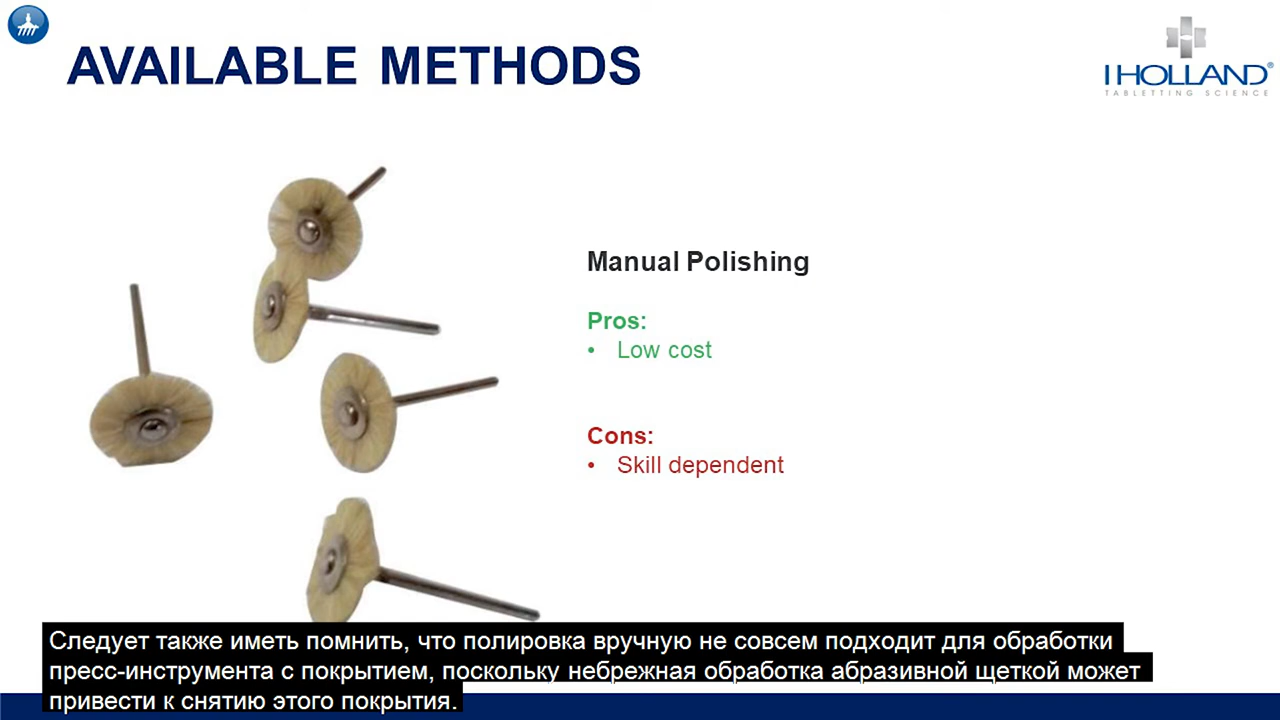 AVAILABLE METHODS
I HOLLAND®
TABLETTING SCIENCE
Manual Polishing
Pros:
• Low cost
Cons:
• Skill dependent
Следует также иметь помнить, что полировка вручную не совсем подходит для обработки
пресс-инструмента с покрытием, поскольку небрежная обработка абразивной щеткой может
привести к снятию этого покрытия.